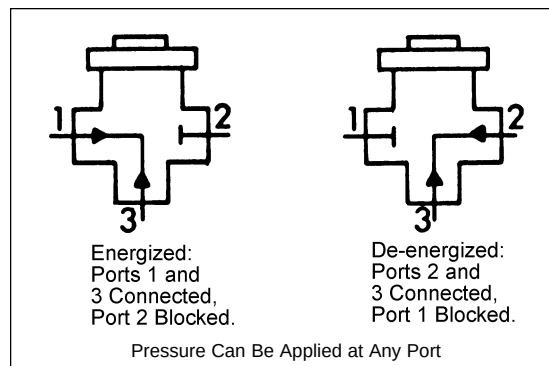 1
2
3
Energized:
Ports 1 and
3 Connected,
Port 2 Blocked.
1
2
3
De-energized:
Ports 2 and
3 Connected,
Port 1 Blocked.
Pressure Can Be Applied at Any Port